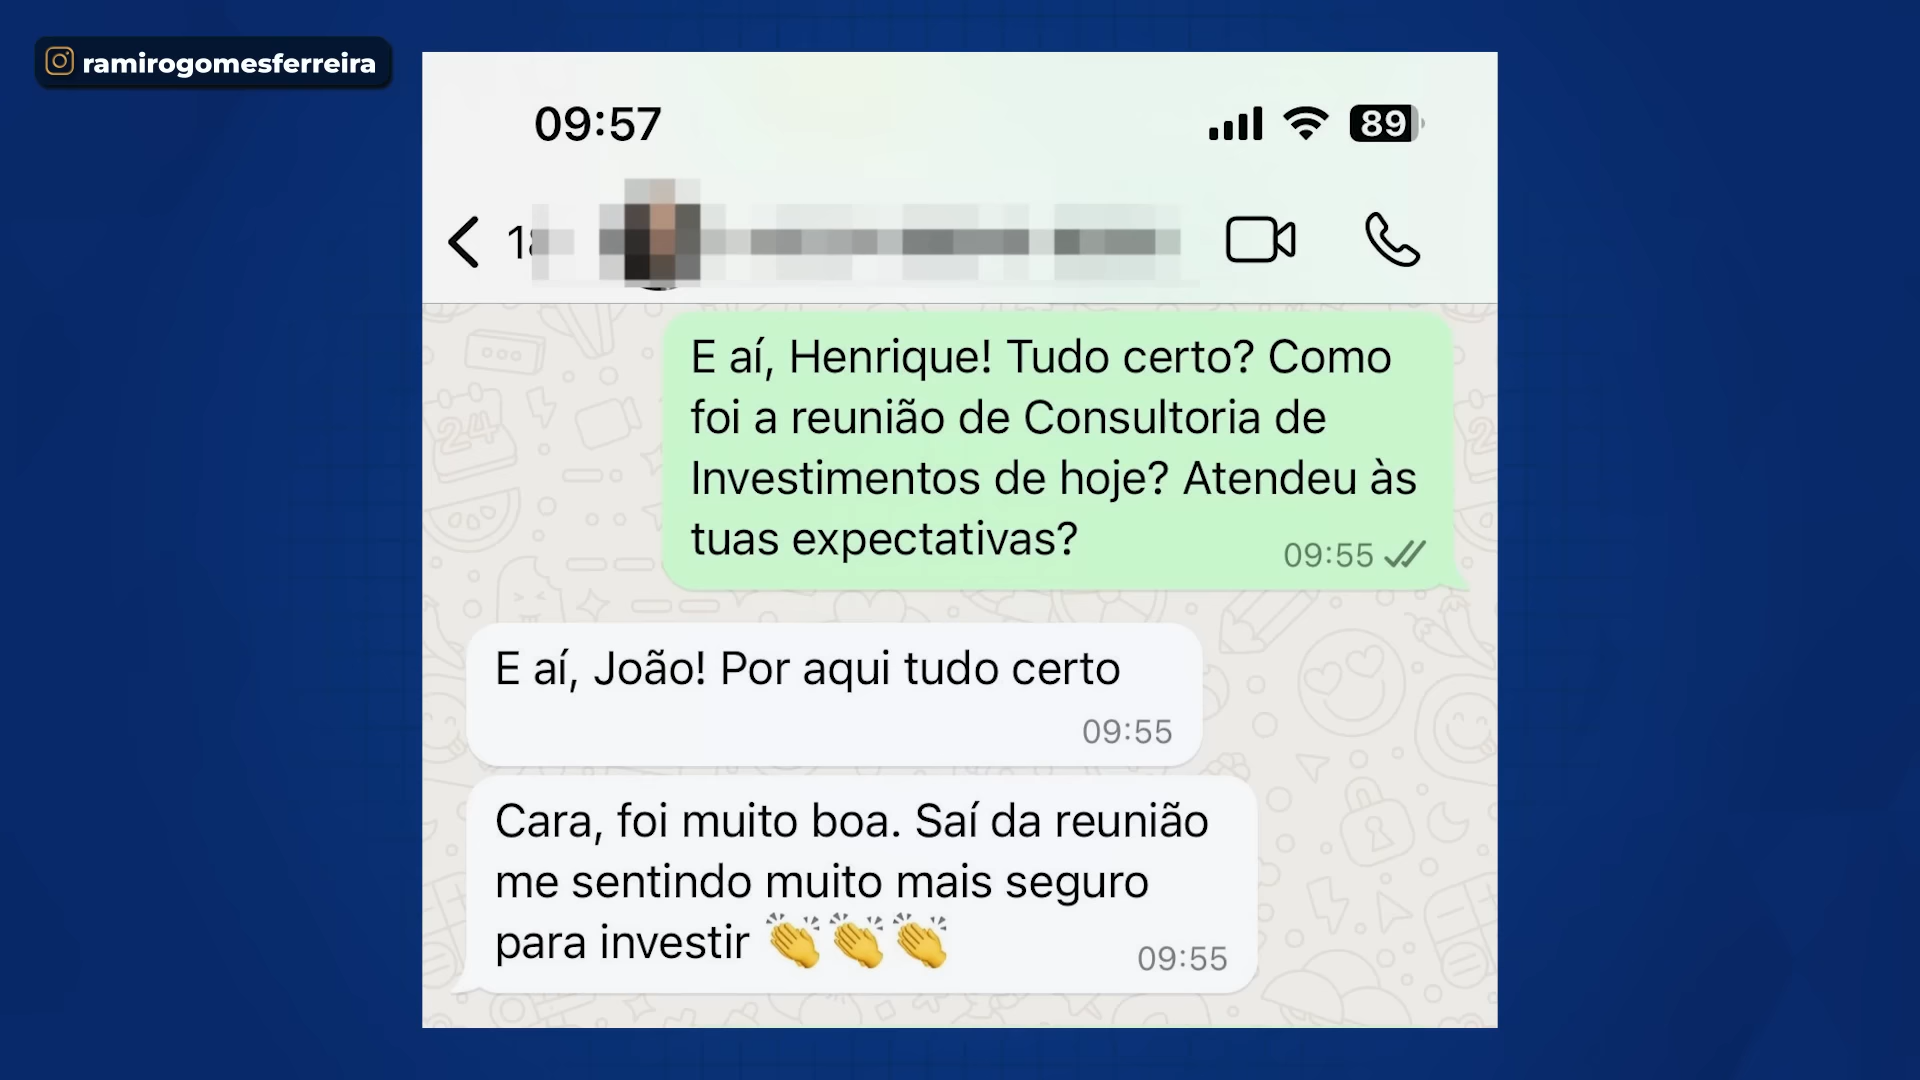 ramirogomesferreira
09:57
89
E aí, Henrique! Tudo certo? Como
foi a reunião de Consultoria de
Investimentos de hoje? Atendeu às
tuas expectativas?
09:55
E aí, João! Por aqui tudo certo
09:55
Cara, foi muito boa. Saí da reunião
me sentindo muito mais seguro
para investir 👏👏👏
09:55